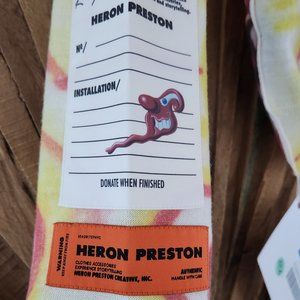 HERON PRESTON
Nº/
INSTALLATION/
DONATE WHEN FINISHED
WARNING
HERON PRESTON
CLOTHES ACCESSORIES
EXPERIENCE STORYTELLING
HERON PRESTON CREATIVE, INC.
AUTHENTIC
HANDLE WITH CARE